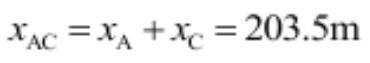 x_AC = x_A + x_C = 203.5m